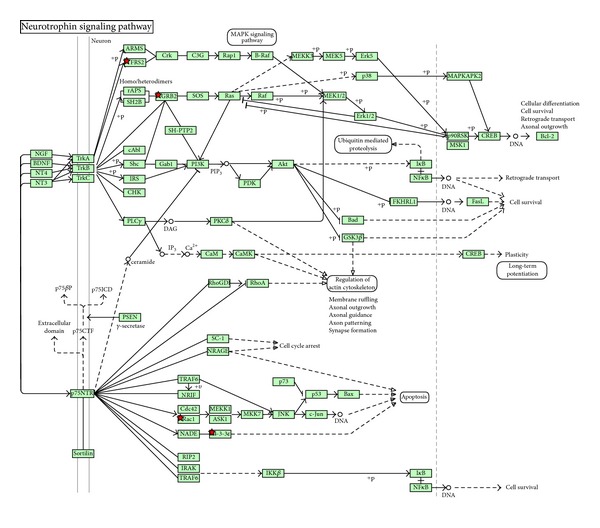 Neurotrophin signaling pathway
MAPK signaling
pathway
Neuron
ARMS
FRS2
+p
Crk
C3G
Rap1
B-Raf
MEKK3
+p
MEK5
+p
Erk5
p38
+p
MAPKAPK2
Homo/heterodimers
rAPS
SH2B
GRB2
SOS
Ras
Raf
+p
MEK1/2
+p
Erk1/2
+p
SH-PTP2
Cellular differentiation
Cell survival
Retrograde transport
Axonal outgrowth
p90RSK
MSK1
CREB
DNA
Bcl-2
Ubiquitin mediated
proteolysis
NGF
BDNF
NT4
NT3
TrkA
TrkB
TrkC
cAbl
Shc
IRS
CHK
+p
+p
Gab1
PI3K
PIP3
PDK
Akt
IκB
NFκB
DNA
Retrograde transport
+p
FKHRL1
DNA
FasL
Cell survival
PLCγ
DAG
PKCδ
+p
Bad
+p
GSK3β
IP3
Ca2+
CaM
CaMK
+p
CREB
Plasticity
Long-term
potentiation
ceramide
RhoGDI
RhoA
Regulation of
actin cytoskeleton
Membrane ruffling
Axonal outgrowth
Axonal guidance
Axon patterning
Synapse formation
p75ICD
PSEN
γ-secretase
Extracellular
domain
p75CTF
SC-1
NRAGE
Cell cycle arrest
p75NTR
TRAF6
+u
NRIF
p73
p53
Bax
Apoptosis
Cdc42
Rac1
MEKK1
ASK1
MKK7
JNK
c-Jun
DNA
NADE
Sortilin
RIP2
IRAK
TRAF6
IKKβ
+p
IκB
NFκB
DNA
Cell survival